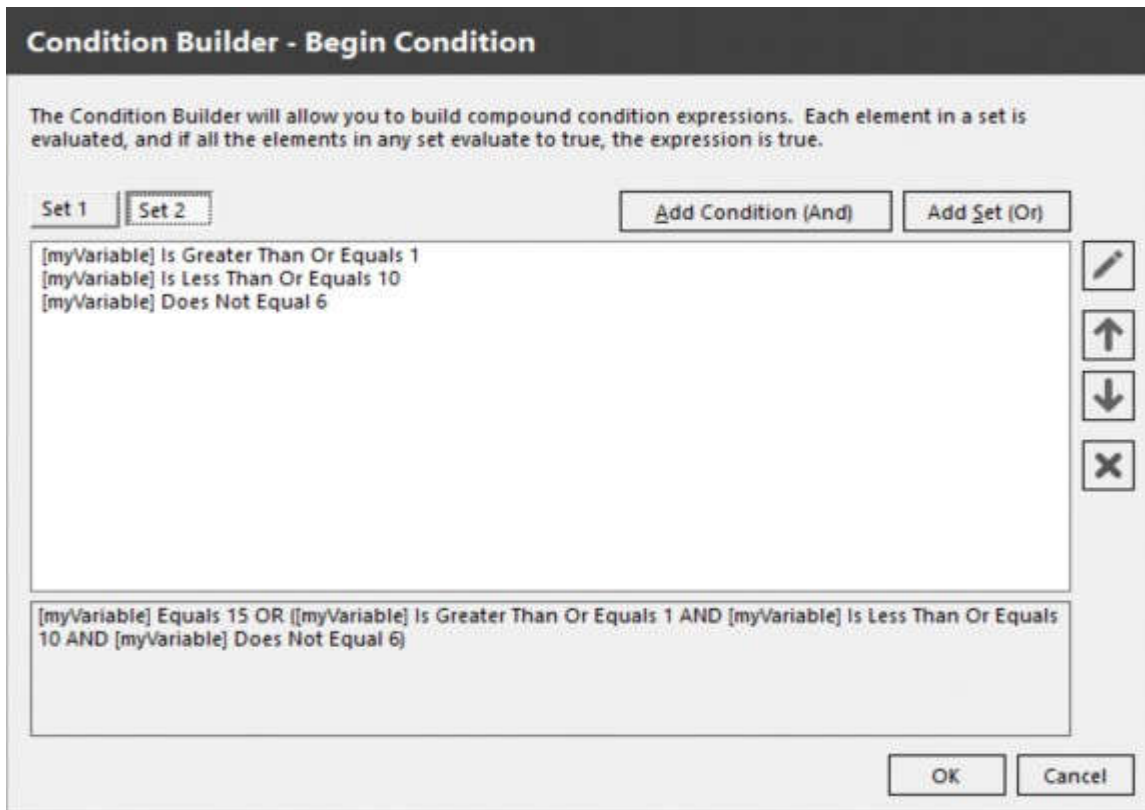 Condition Builder - Begin Condition
The Condition Builder will allow you to build compound condition expressions. Each element in a set is
evaluated, and if all the elements in any set evaluate to true, the expression is true.
Set 1 Set 2 Add Condition (And) Add Set (Or)
[myVariable] Is Greater Than Or Equals 1
[myVariable] Is Less Than Or Equals 10
[myVariable] Does Not Equal 6
[myVariable] Equals 15 OR ([myVariable] Is Greater Than Or Equals 1 AND [myVariable] Is Less Than Or Equals
10 AND [myVariable] Does Not Equal 6)
OK Cancel